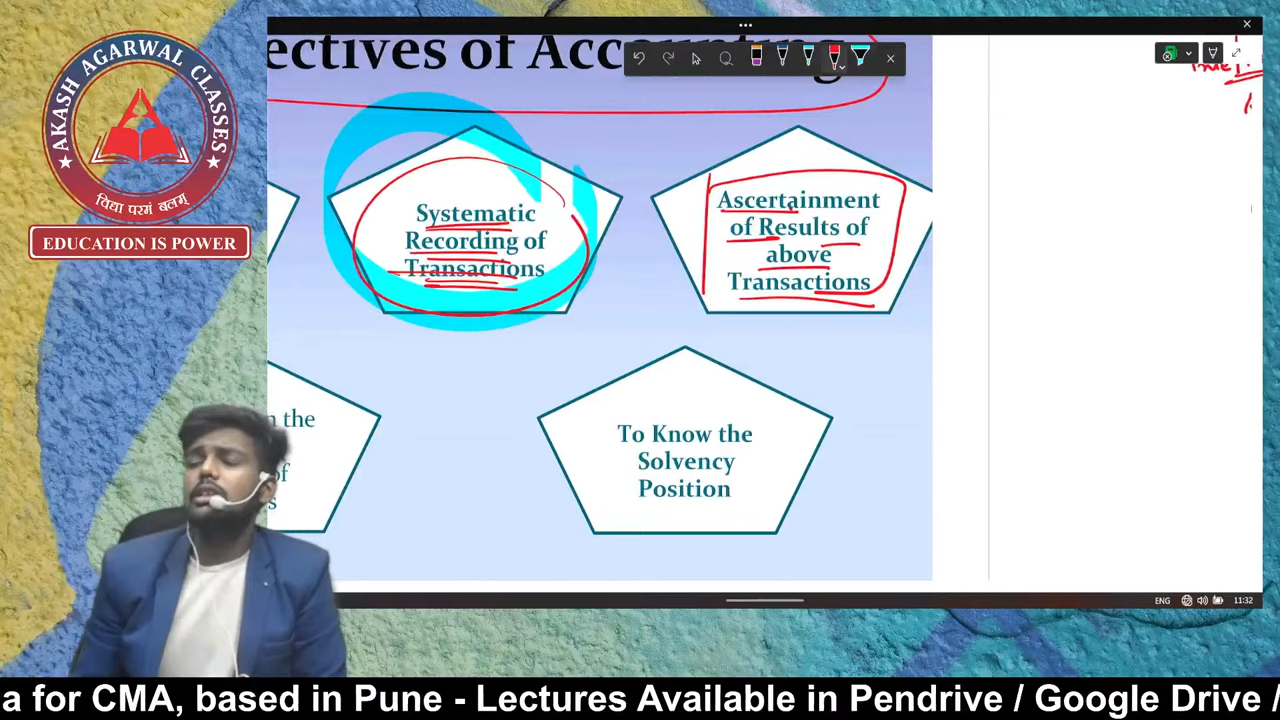 ectives of Accounting
AKASH AGARWAL CLASSES
विद्या परमं बलम्
EDUCATION IS POWER
Systematic
Recording of
Transactions
Ascertainment
of Results of
above
Transactions
n the
of
s
To Know the
Solvency
Position
ENG
11:32
a for CMA, based in Pune - Lectures Available in Pendrive / Google Drive /